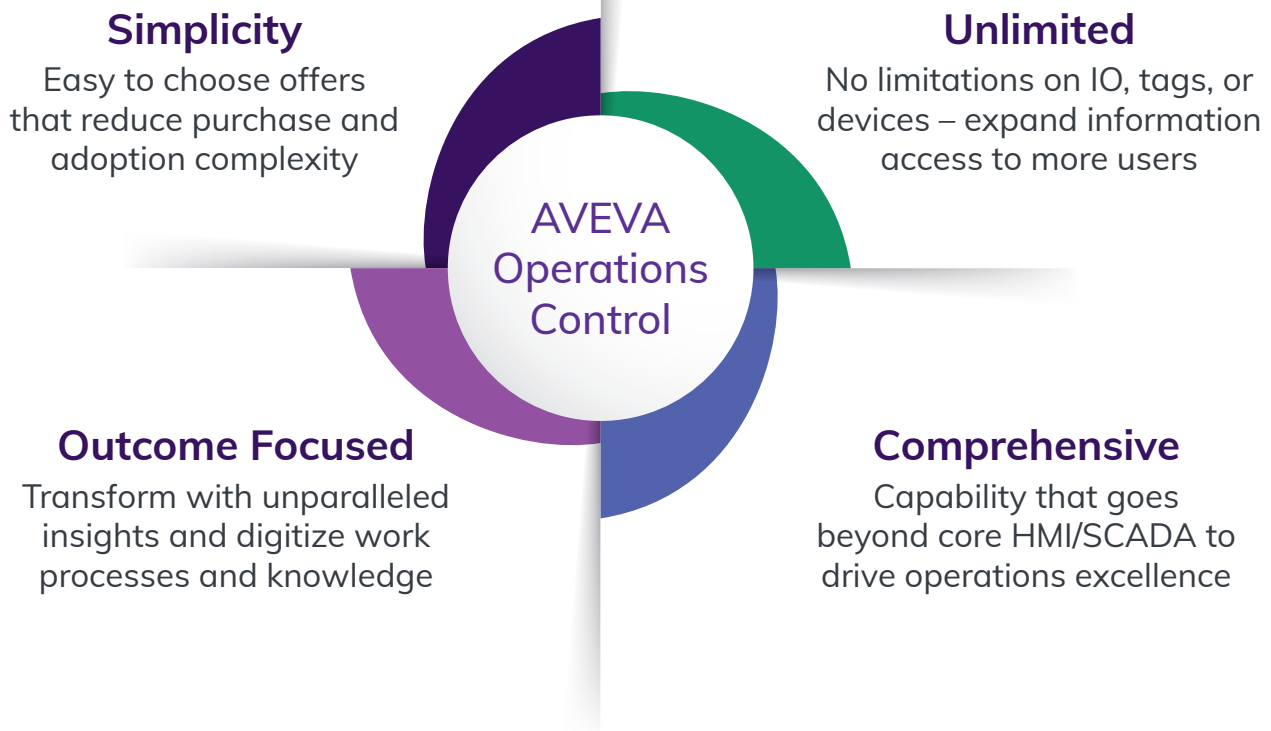 Simplicity
Easy to choose offers
that reduce purchase and
adoption complexity
Unlimited
No limitations on IO, tags, or
devices – expand information
access to more users
AVEVA
Operations
Control
Outcome Focused
Transform with unparalleled
insights and digitize work
processes and knowledge
Comprehensive
Capability that goes
beyond core HMI/SCADA to
drive operations excellence